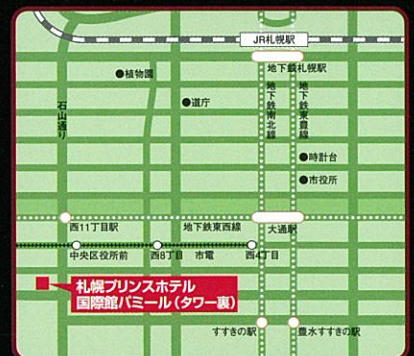 JR札幌駅
地下鉄札幌駅
●植物園
●道庁
石山通り
地下鉄南北線
地下鉄東豊線
●時計台
●市役所
西11丁目駅
地下鉄東西線
大通駅
中央区役所前
西8丁目
市電
西4丁目
札幌プリンスホテル
国際館パミール(タワー裏)
すすきの駅
豊水すすきの駅